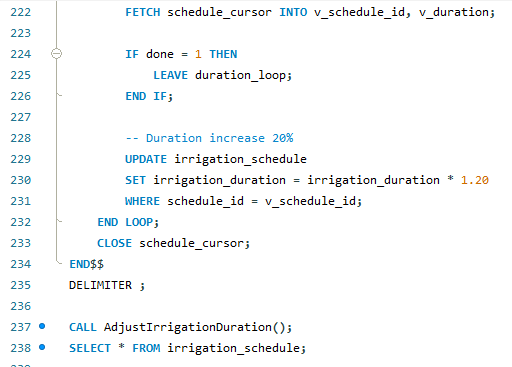 222 FETCH schedule_cursor INTO v_schedule_id, v_duration;
223
224 IF done = 1 THEN
225 LEAVE duration_loop;
226 END IF;
227
228 -- Duration increase 20%
229 UPDATE irrigation_schedule
230 SET irrigation_duration = irrigation_duration * 1.20
231 WHERE schedule_id = v_schedule_id;
232 END LOOP;
233 CLOSE schedule_cursor;
234 END$$
235 DELIMITER ;
236
237 CALL AdjustIrrigationDuration();
238 SELECT * FROM irrigation_schedule;